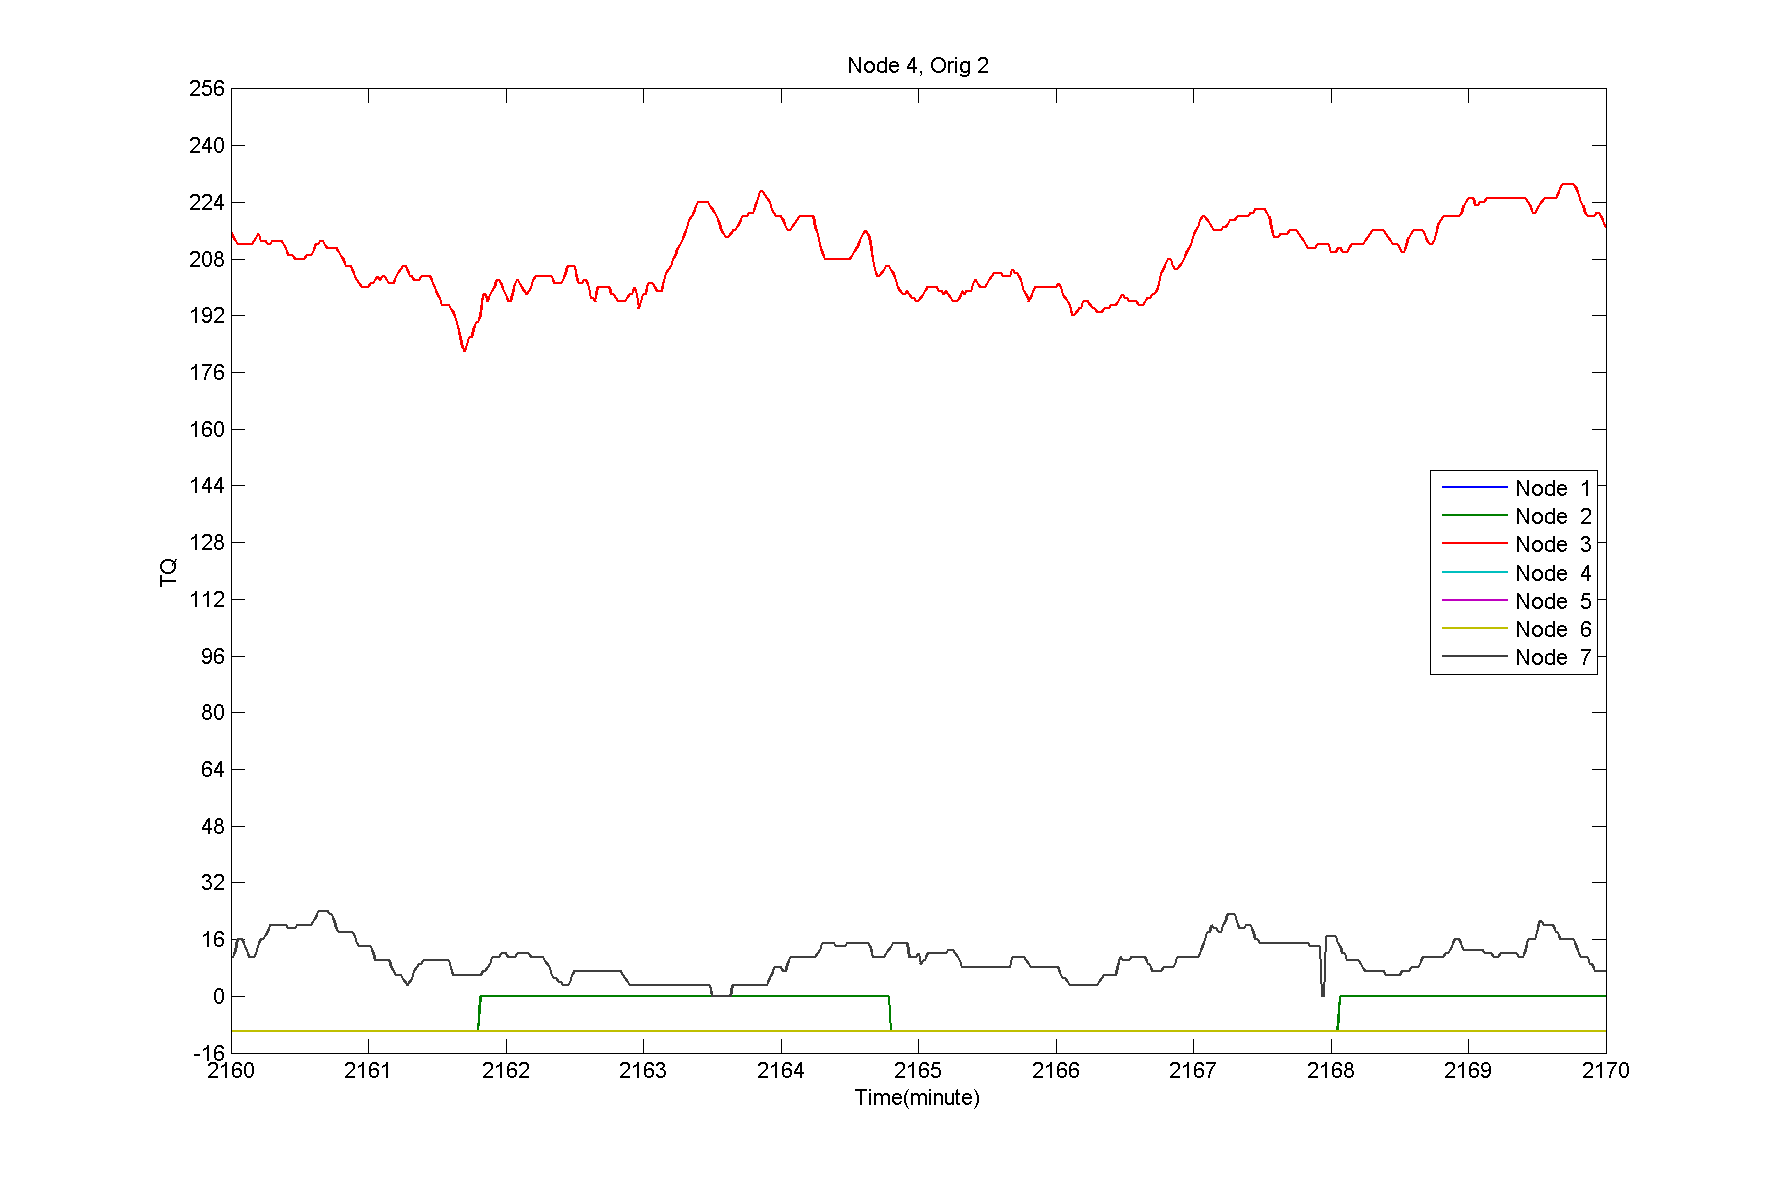 Node 4, Orig 2
256
240
224
208
192
176
160
144
128
112
96
80
64
48
32
16
0
-16
TQ
Node 1
Node 2
Node 3
Node 4
Node 5
Node 6
Node 7
2160 2161 2162 2163 2164 2165 2166 2167 2168 2169 2170
Time(minute)